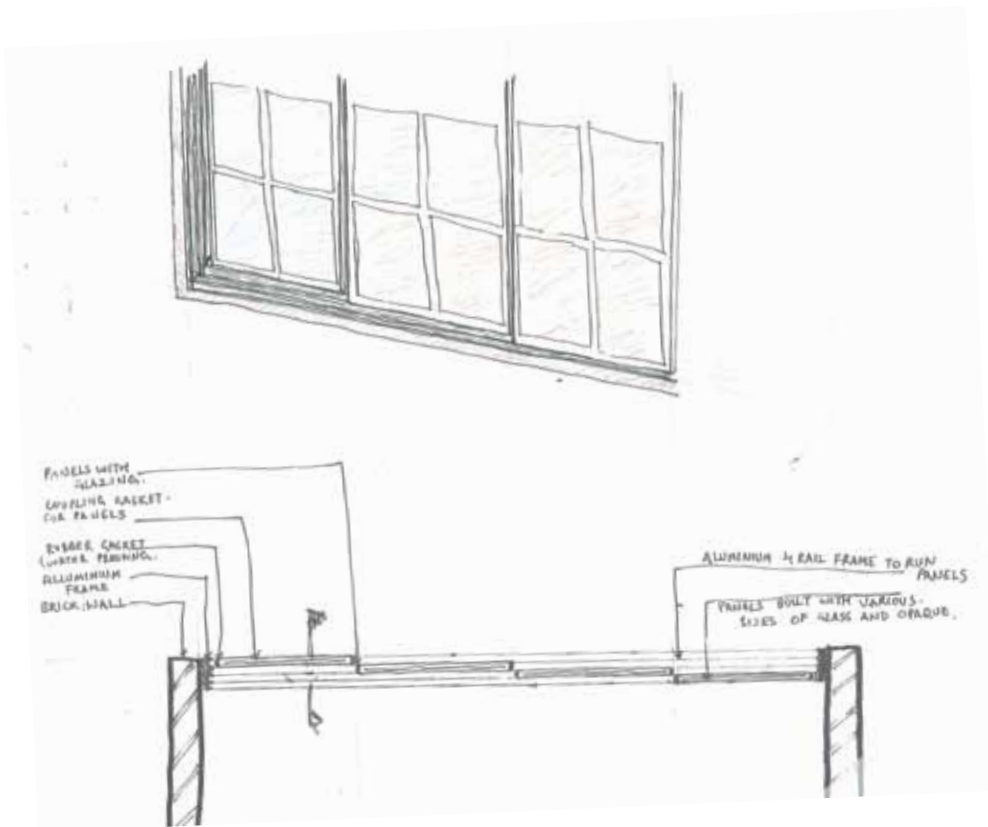 PANELS WITH
GLAZING.
COUPLING GASKET
FOR PANELS
RUBBER GASKET
(WATER PROOFING.
ALLUMINIUM
FRAME
BRICK WALL
ALUMINIUM 4 RAIL FRAME TO RUN
PANELS
PANELS BUILT WITH VARIOUS
SIZES OF GLASS AND OPAQUE.